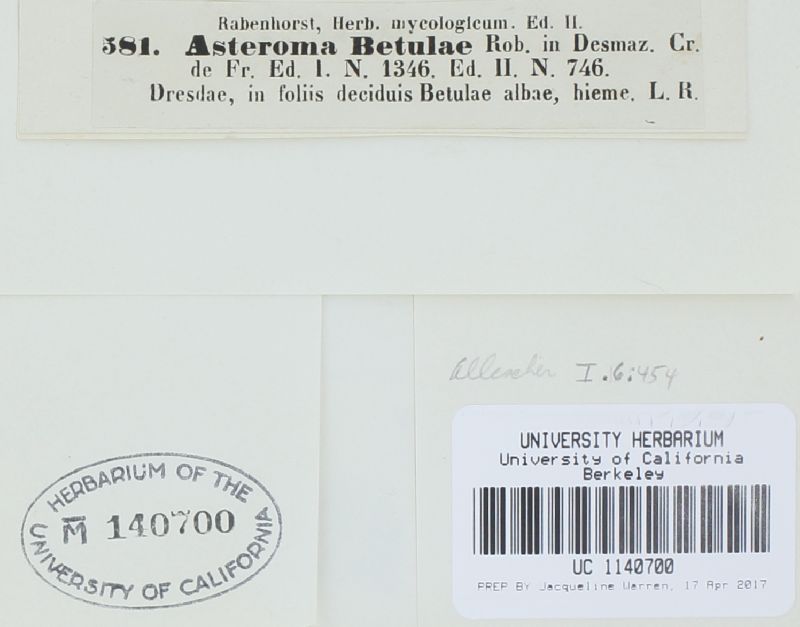 Rabenhorst, Herb. mycologicum. Ed. II.
581. Asteroma Betulae Rob. in Desmaz. Cr.
de Fr. Ed. I. N. 1346. Ed. II. N. 746.
Dresdae, in foliis deciduis Betulae albae, hieme. L. R.
Allescher I.6:454
UNIVERSITY HERBARIUM
University of California
Berkeley
UC 1140700
PREP BY Jacqueline Warren, 17 Apr 2017
HERBARIUM OF THE
M 140700
UNIVERSITY OF CALIFORNIA